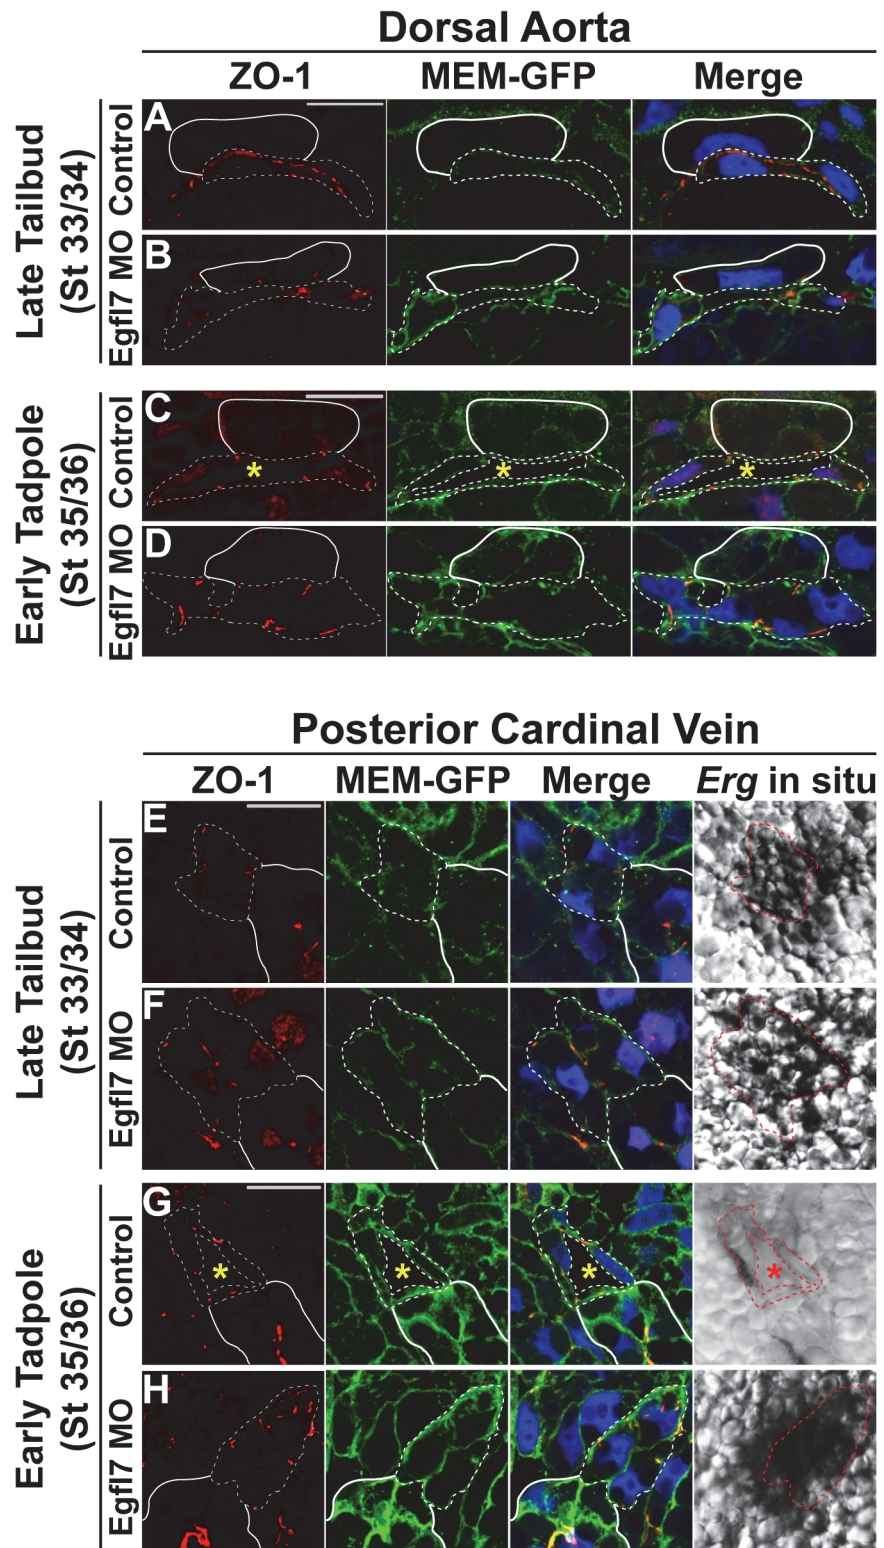 Dorsal Aorta
ZO-1 MEM-GFP Merge
Late Tailbud
(St 33/34)
Control
A
Egfl7 MO
B
Early Tadpole
(St 35/36)
Control
C
*
*
*
Egfl7 MO
D
Posterior Cardinal Vein
ZO-1 MEM-GFP Merge Erg in situ
Late Tailbud
(St 33/34)
Control
E
Egfl7 MO
F
Early Tadpole
(St 35/36)
Control
G
*
*
*
*
Egfl7 MO
H